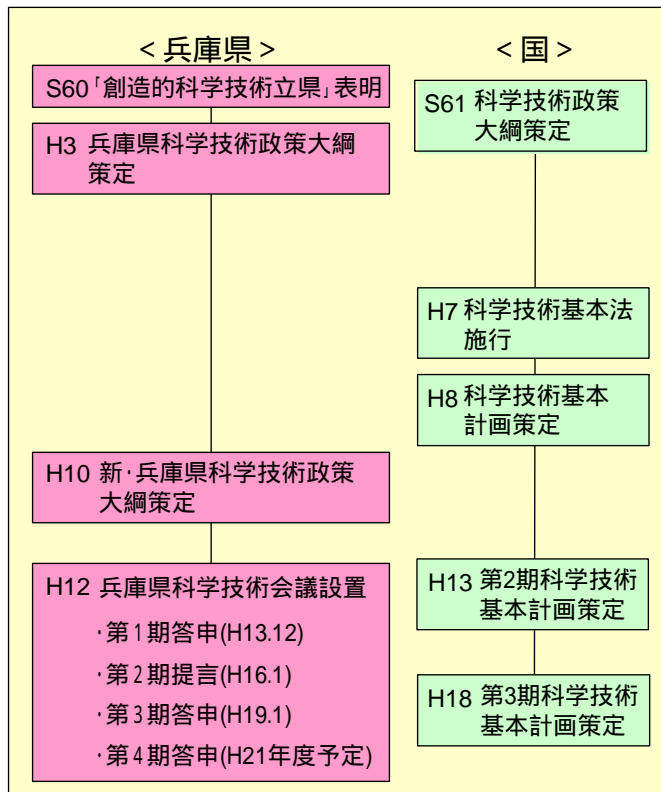 <兵庫県>
S60「創造的科学技術立県」表明
H3 兵庫県科学技術政策大綱
策定
H10 新・兵庫県科学技術政策
大綱策定
H12 兵庫県科学技術会議設置
・第1期答申(H13.12)
・第2期提言(H16.1)
・第3期答申(H19.1)
・第4期答申(H21年度予定)
<国>
S61 科学技術政策
大綱策定
H7 科学技術基本法
施行
H8 科学技術基本
計画策定
H13 第2期科学技術
基本計画策定
H18 第3期科学技術
基本計画策定